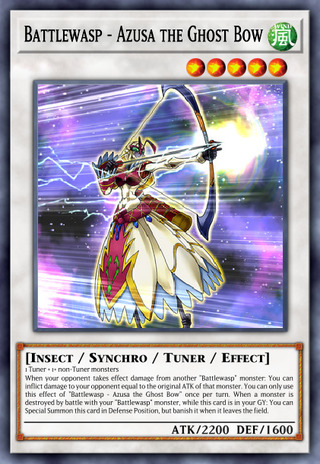 Battlewasp - Azusa the Ghost Bow
WIND
風
[Insect / Synchro / Tuner / Effect]
1 Tuner + 1+ non-Tuner monsters
When your opponent takes effect damage from another "Battlewasp" monster: You can
inflict damage to your opponent equal to the original ATK of that monster. You can only use
this effect of "Battlewasp - Azusa the Ghost Bow" once per turn. When a monster is
destroyed by battle with your "Battlewasp" monster, while this card is in your GY: You can
Special Summon this card in Defense Position, but banish it when it leaves the field.
ATK/2200 DEF/1600